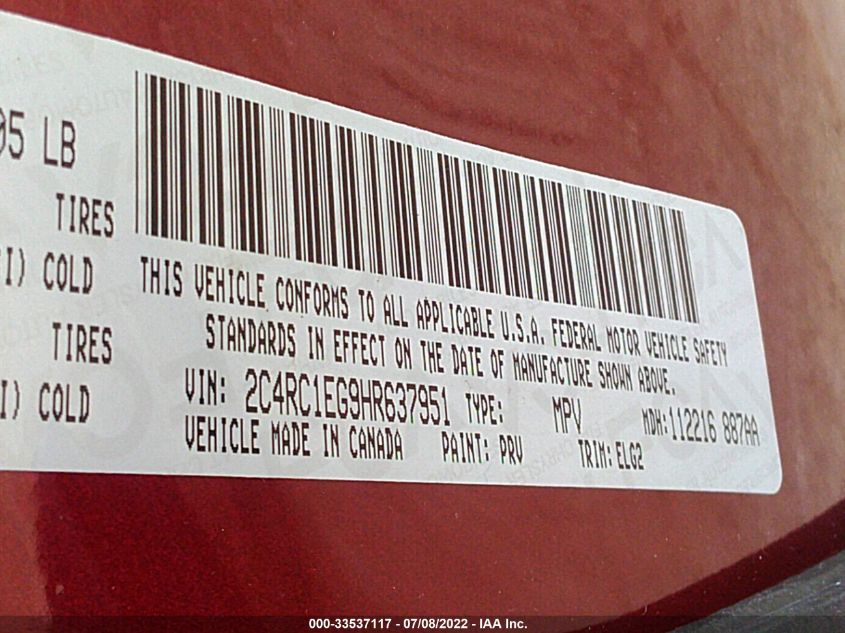 05 LB
TIRES
I) COLD
TIRES
I) COLD
THIS VEHICLE CONFORMS TO ALL APPLICABLE U.S.A. FEDERAL MOTOR VEHICLE SAFETY
STANDARDS IN EFFECT ON THE DATE OF MANUFACTURE SHOWN ABOVE.
VIN: 2C4RC1EG9HR637951 TYPE: MPV MDH:112216 887AA
VEHICLE MADE IN CANADA PAINT: PRV TRIM:ELG2
000-33537117 - 07/08/2022 - IAA Inc.